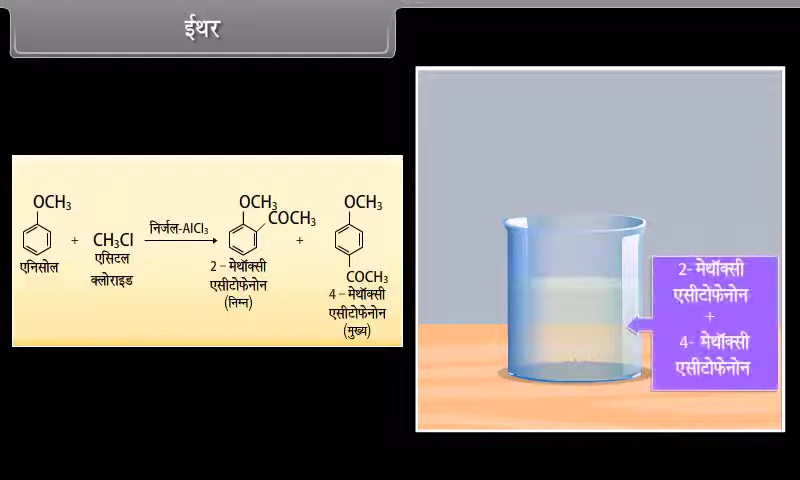 ईथर
OCH₃
एनिसोल
+
CH₃Cl
एसिटल
क्लोराइड
निर्जल-AlCl₃
OCH₃
COCH₃
2 – मेथॉक्सी
एसीटोफेनोन
(निम्न)
+
OCH₃
COCH₃
4 – मेथॉक्सी
एसीटोफेनोन
(मुख्य)
2- मेथॉक्सी
एसीटोफेनोन
+
4- मेथॉक्सी
एसीटोफेनोन